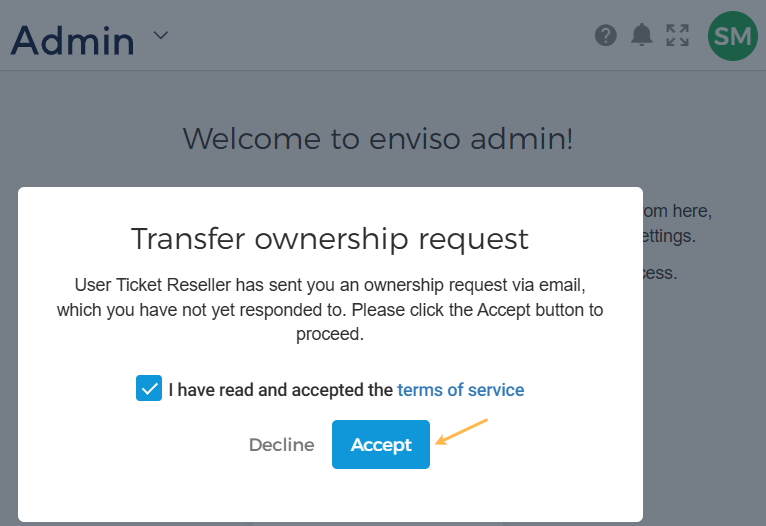 Admin
SM
Welcome to enviso admin!
om here,
ettings.
cess.
Transfer ownership request
User Ticket Reseller has sent you an ownership request via email,
which you have not yet responded to. Please click the Accept button to
proceed.
I have read and accepted the terms of service
Decline
Accept